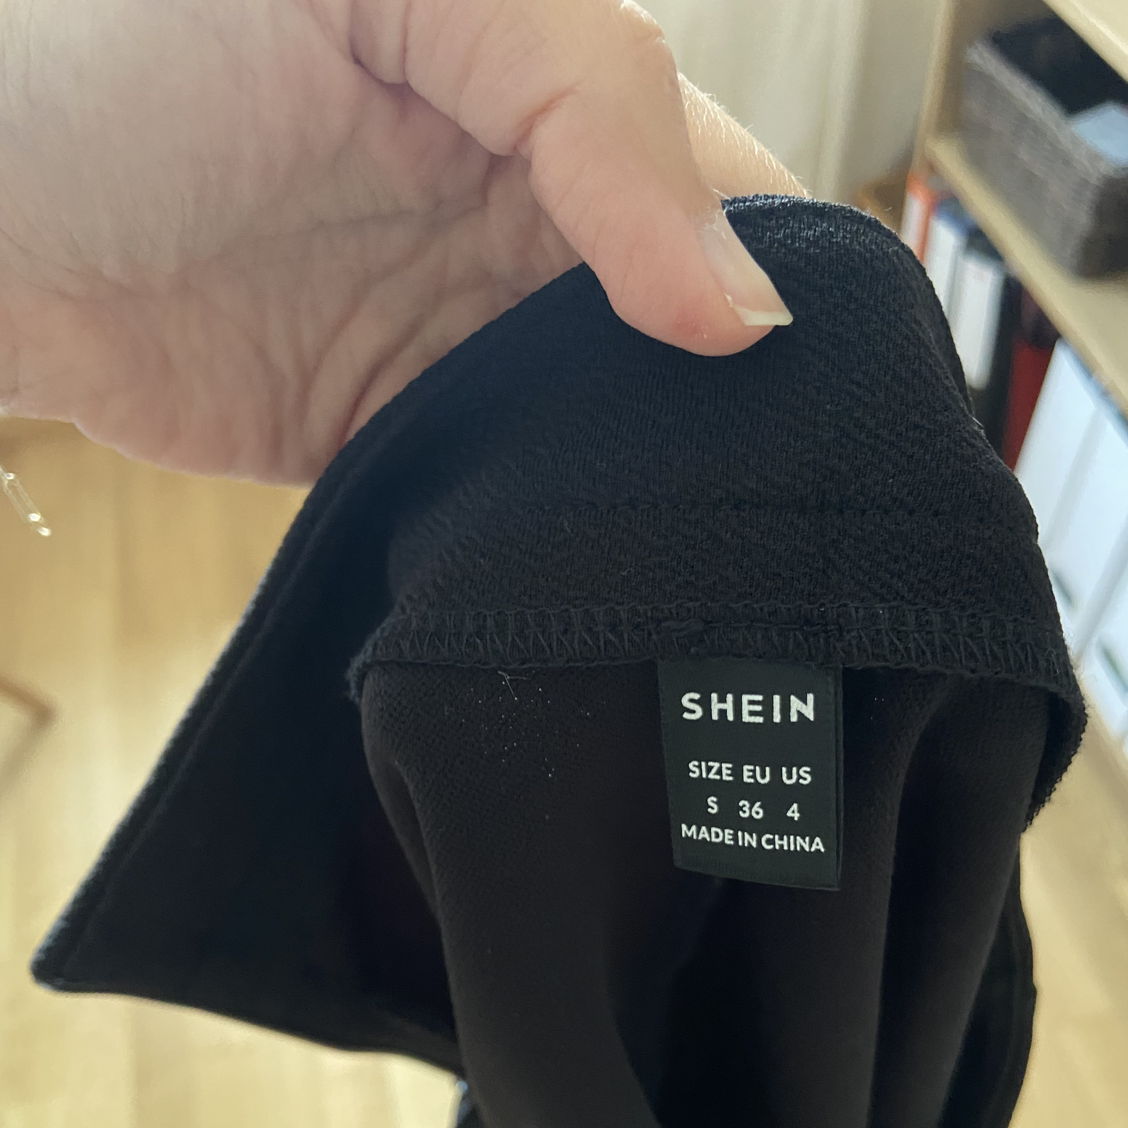 SHEIN
SIZE EU US
S 36 4
MADE IN CHINA